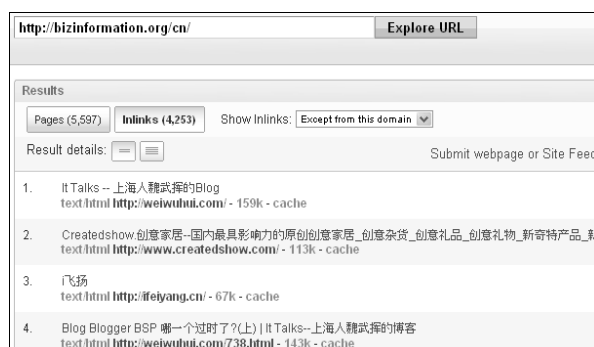 http://bizinformation.org/cn/ Explore URL
Results
Pages (5,597) Inlinks (4,253) Show Inlinks: Except from this domain
Result details: Submit webpage or Site Feed
1. It Talks -- 上海人魏武挥的Blog
text/html http://weiwuhui.com/ - 159k - cache
2. Createdshow.创意家居--国内最具影响力的原创创意家居_创意杂货_创意礼品_创意礼物_新奇特产品_新
text/html http://www.createdshow.com/ - 113k - cache
3. i飞扬
text/html http://ifeiyang.cn/ - 67k - cache
4. Blog Blogger BSP 哪一个过时了?(上) | It Talks--上海人魏武挥的博客
text/html http://weiwuhui.com/738.html - 143k - cache